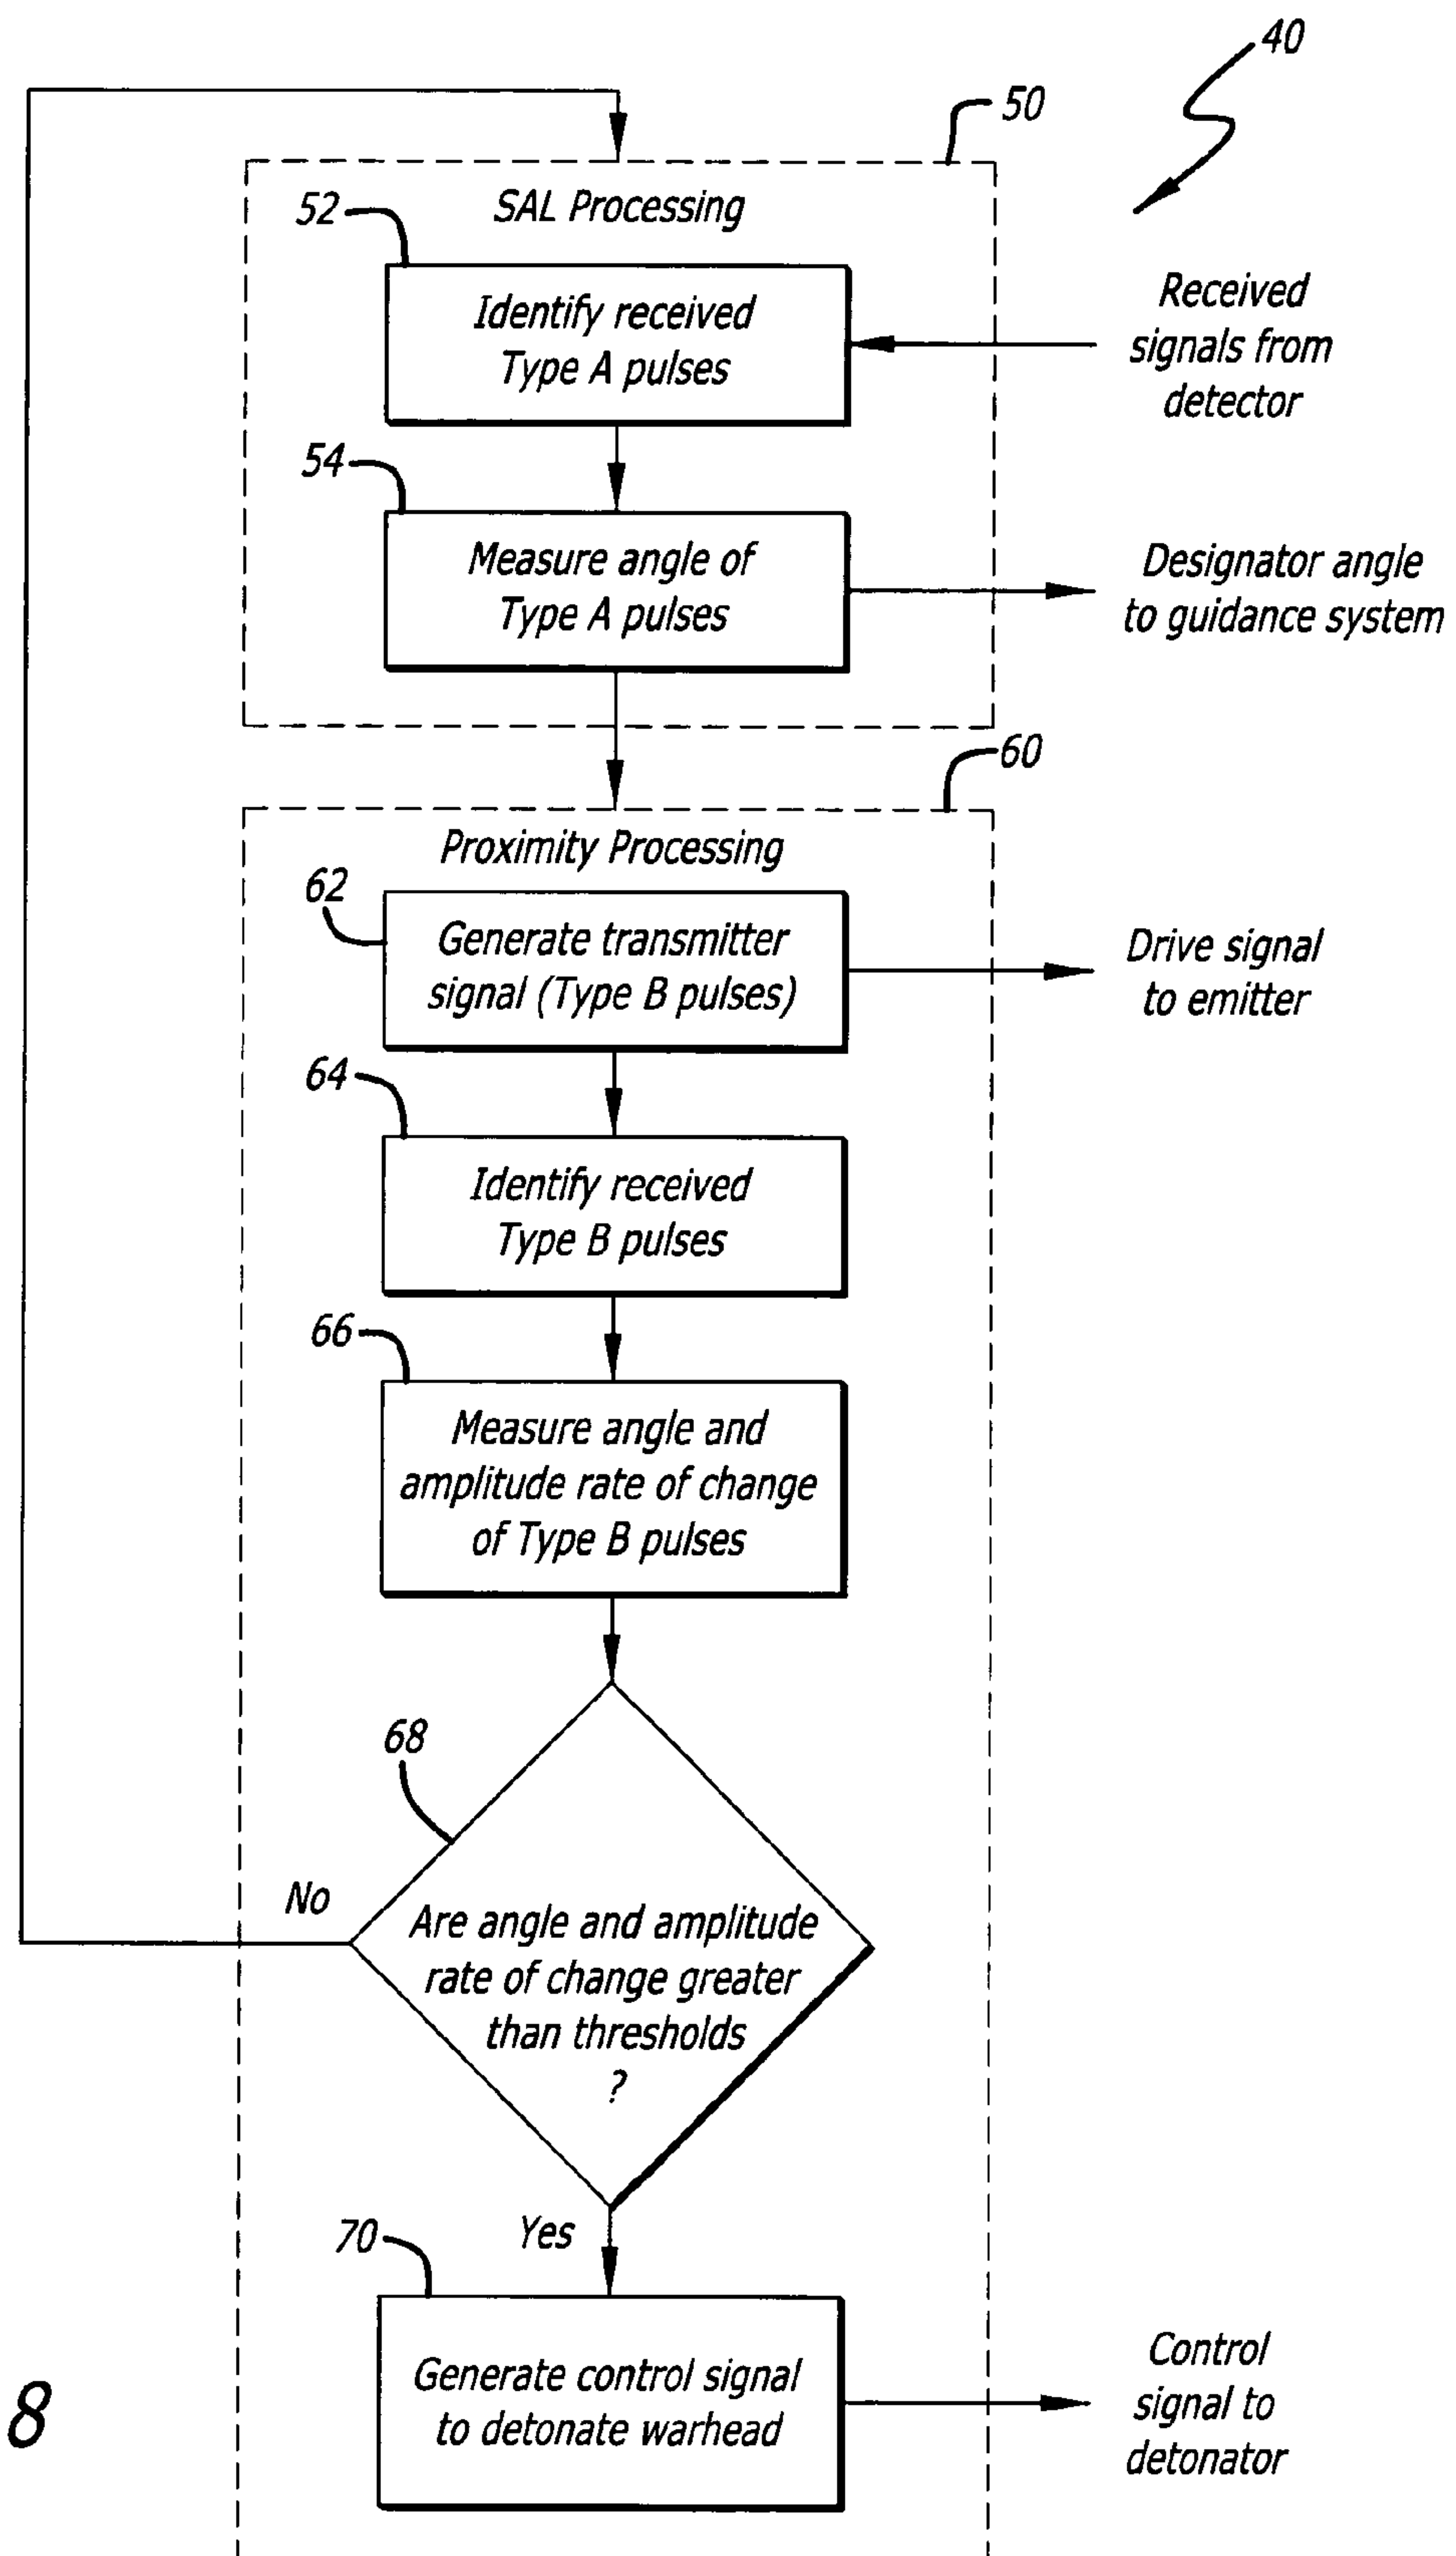 40
50
SAL Processing
52
Identify received
Type A pulses
Received
signals from
detector
54
Measure angle of
Type A pulses
Designator angle
to guidance system
60
Proximity Processing
62
Generate transmitter
signal (Type B pulses)
Drive signal
to emitter
64
Identify received
Type B pulses
66
Measure angle and
amplitude rate of change
of Type B pulses
68
No
Are angle and amplitude
rate of change greater
than thresholds
?
Yes
70
Generate control signal
to detonate warhead
Control
signal to
detonator
8